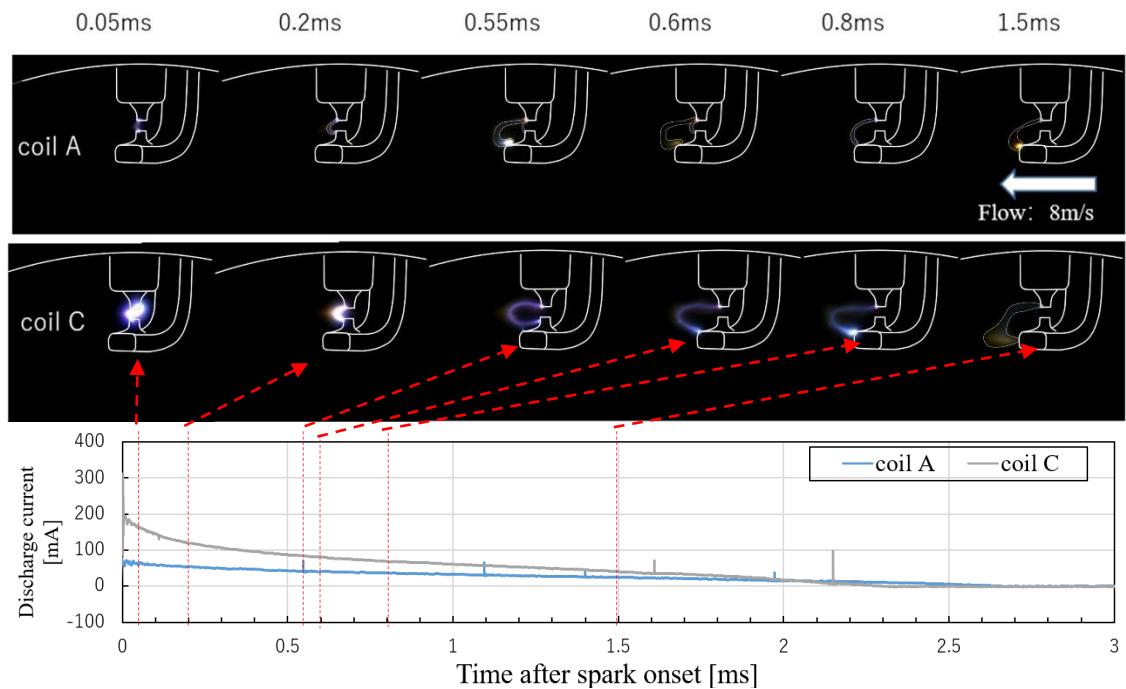 0.05ms 0.2ms 0.55ms 0.6ms 0.8ms 1.5ms
coil A
Flow: 8m/s
coil C
400
300
200
100
0
-100
Discharge current
[mA]
coil A coil C
0 0.5 1 1.5 2 2.5 3
Time after spark onset [ms]